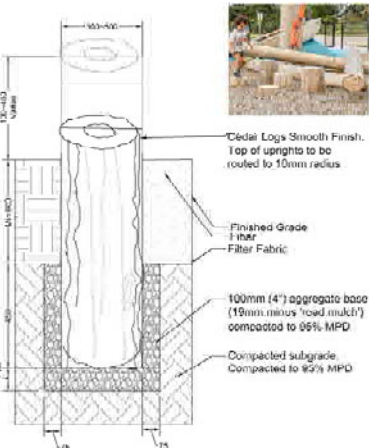 Cedar Logs Smooth Finish.
Top of uprights to be
routed to 10mm radius
Finished Grade
Fibar
Filter Fabric
100mm (4") aggregate base
(19mm minus 'road mulch')
compacted to 95% MPD
Compacted subgrade.
Compacted to 95% MPD
450
75